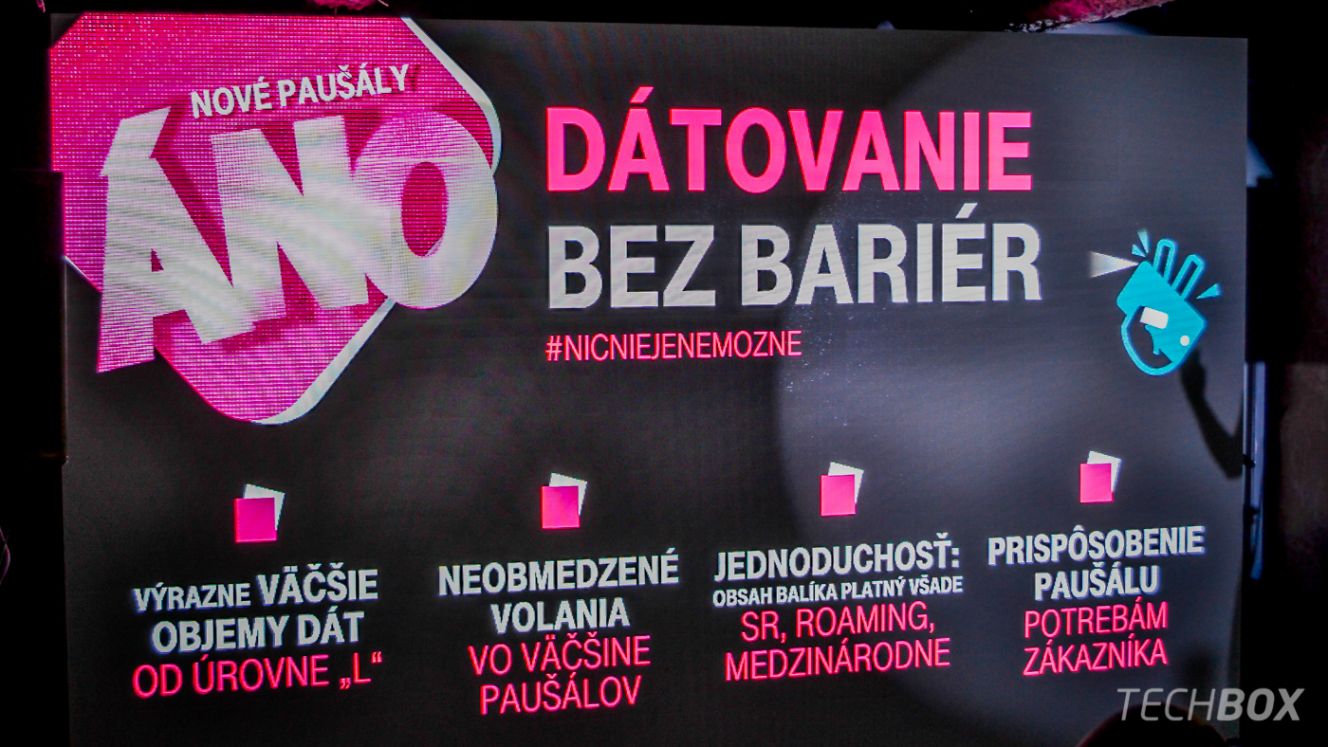 NOVÉ PAUŠÁLY
ÁNO
DÁTOVANIE
BEZ BARIÉR
#NICNIEJENEMOZNE
VÝRAZNE VÄČŠIE
OBJEMY DÁT
OD ÚROVNE „L“
NEOBMEDZENÉ
VOLANIA
VO VÄČŠINE
PAUŠÁLOV
JEDNODUCHOSŤ:
OBSAH BALÍKA PLATNÝ VŠADE
SR, ROAMING,
MEDZINÁRODNE
PRISPÔSOBENIE
PAUŠÁLU
POTREBÁM
ZÁKAZNÍKA
TECHBOX